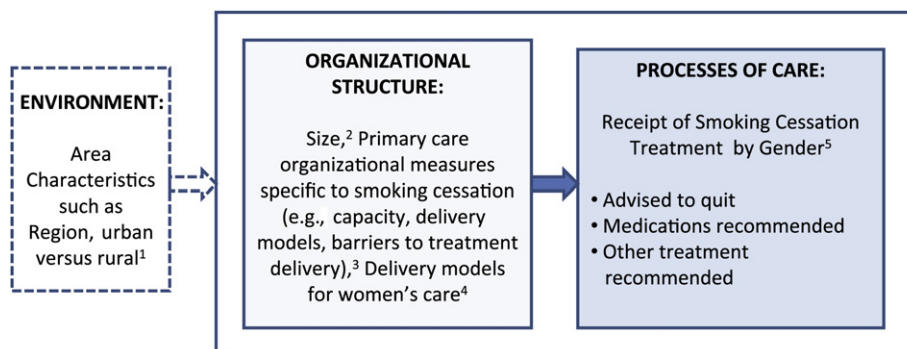 ENVIRONMENT:
Area
Characteristics
such as
Region, urban
versus rural¹
ORGANIZATIONAL
STRUCTURE:
Size,² Primary care
organizational measures
specific to smoking cessation
(e.g., capacity, delivery
models, barriers to treatment
delivery),³ Delivery models
for women’s care⁴
PROCESSES OF CARE:
Receipt of Smoking Cessation
Treatment by Gender⁵
• Advised to quit
• Medications recommended
• Other treatment
recommended